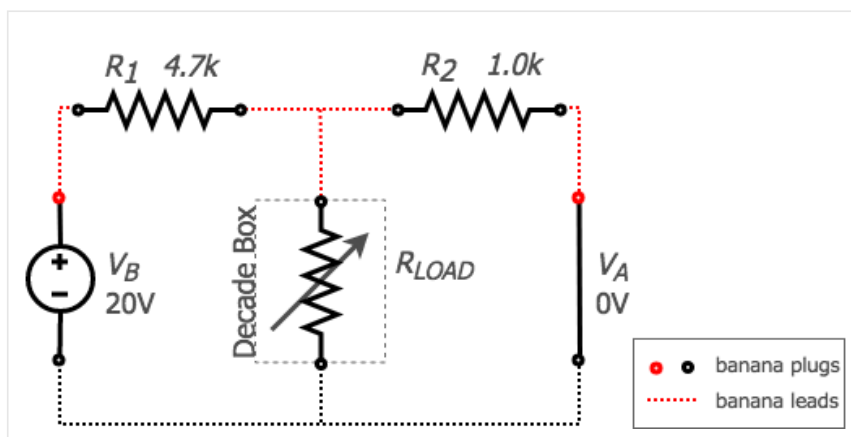 R1 4.7k
R2 1.0k
Decade Box
RLOAD
VB
20V
+
−
VA
0V
banana plugs
banana leads